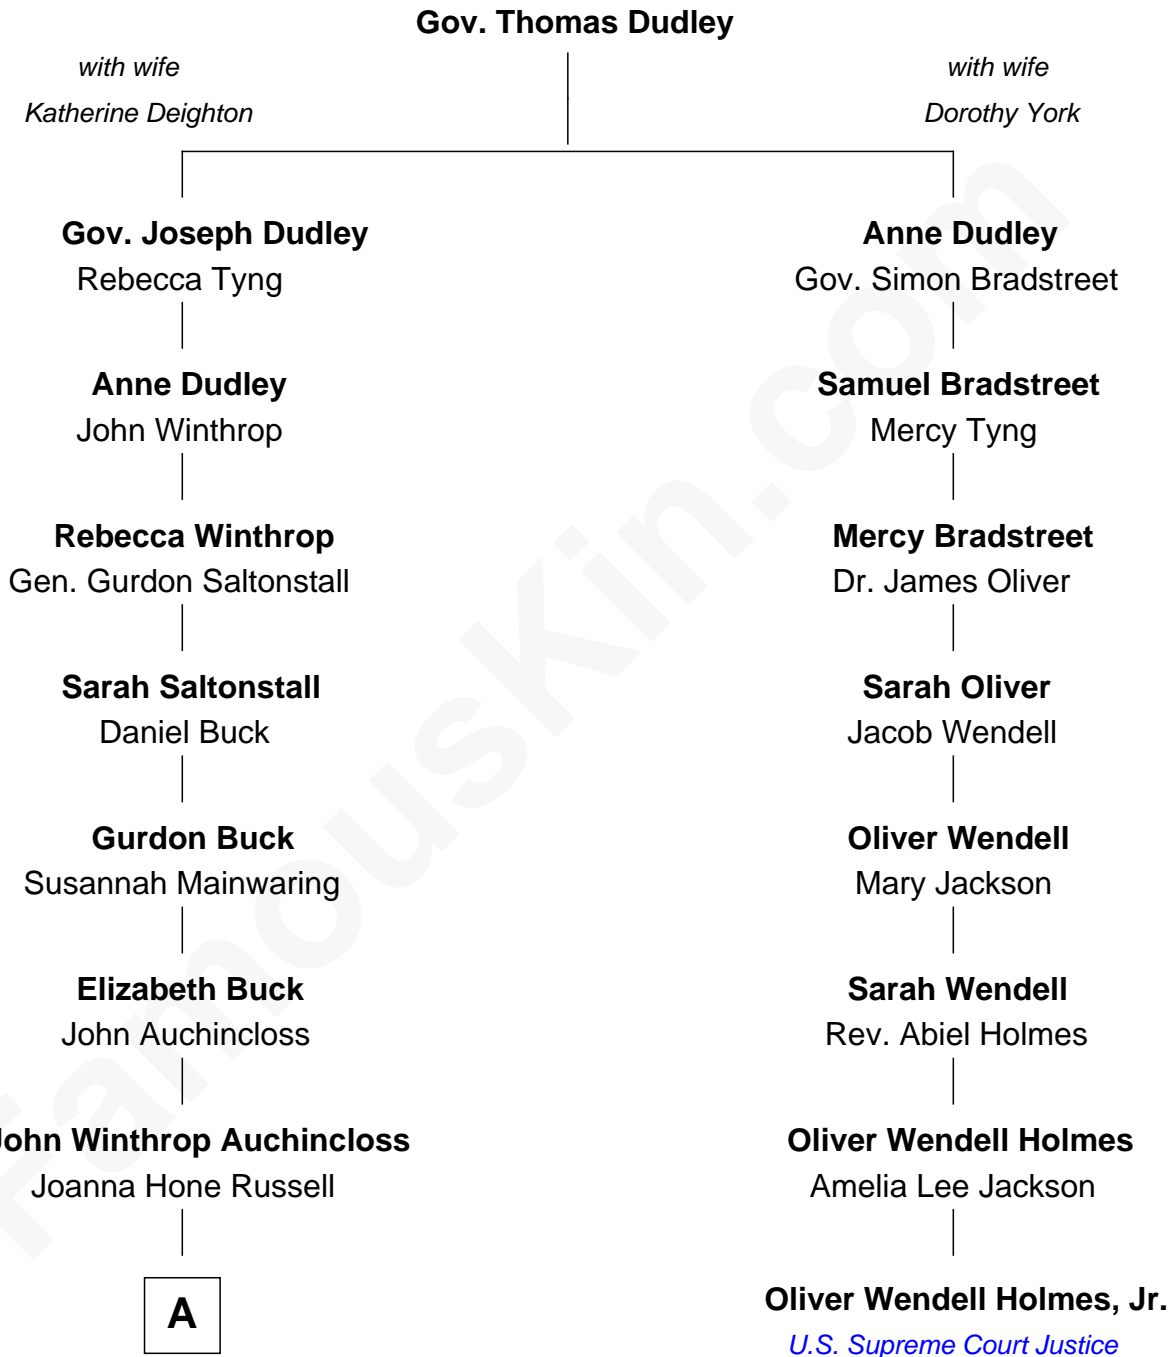 Gov. Thomas Dudley
with wife
Katherine Deighton
with wife
Dorothy York
Gov. Joseph Dudley
Rebecca Tyng
Anne Dudley
Gov. Simon Bradstreet
Anne Dudley
John Winthrop
Samuel Bradstreet
Mercy Tyng
Rebecca Winthrop
Gen. Gurdon Saltonstall
Mercy Bradstreet
Dr. James Oliver
Sarah Saltonstall
Daniel Buck
Sarah Oliver
Jacob Wendell
Gurdon Buck
Susannah Mainwaring
Oliver Wendell
Mary Jackson
Elizabeth Buck
John Auchincloss
Sarah Wendell
Rev. Abiel Holmes
John Winthrop Auchincloss
Joanna Hone Russell
Oliver Wendell Holmes
Amelia Lee Jackson
A
Oliver Wendell Holmes, Jr.
U.S. Supreme Court Justice
FamousKin.com